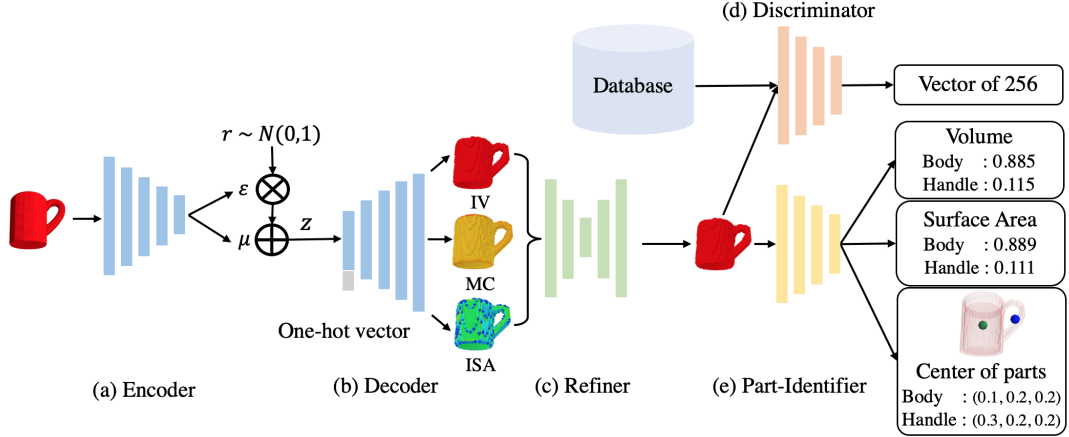 (d) Discriminator
Database
Vector of 256
r ~ N(0,1)
ε
μ
z
IV
MC
ISA
One-hot vector
Volume
Body : 0.885
Handle : 0.115
Surface Area
Body : 0.889
Handle : 0.111
Center of parts
Body : (0.1, 0.2, 0.2)
Handle : (0.3, 0.2, 0.2)
(a) Encoder
(b) Decoder
(c) Refiner
(e) Part-Identifier